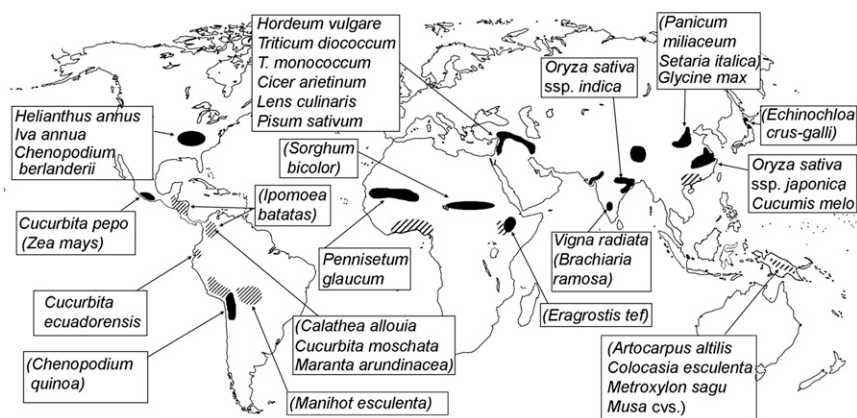 Hordeum vulgare
Triticum diococcum
T. monococcum
Cicer arietinum
Lens culinaris
Pisum sativum
(Panicum
miliaceum
Setaria italica)
Glycine max
Oryza sativa
ssp. indica
Helianthus annus
Iva annua
Chenopodium
berlanderii
(Echinochloa
crus-galli)
(Sorghum
bicolor)
Oryza sativa
ssp. japonica
Cucumis melo
(Ipomoea
batatas)
Cucurbita pepo
(Zea mays)
Pennisetum
glaucum
Vigna radiata
(Brachiaria
ramosa)
Cucurbita
ecuadorensis
(Eragrostis tef)
(Calathea allouia
Cucurbita moschata
Maranta arundinacea)
(Chenopodium
quinoa)
(Artocarpus altilis
Colocasia esculenta
Metroxylon sagu
Musa cvs.)
(Manihot esculenta)